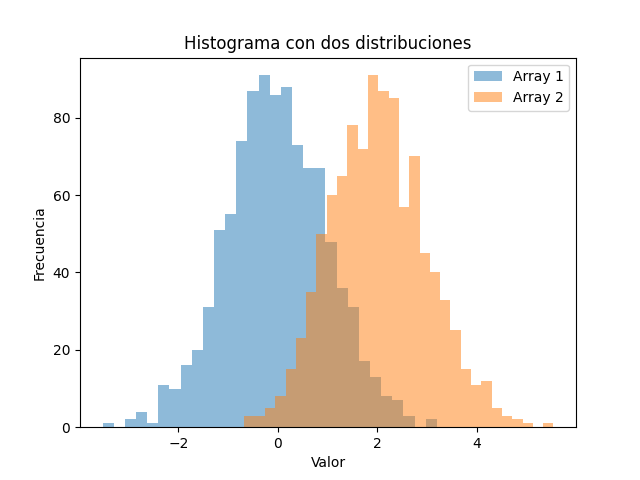 Histograma con dos distribuciones
Array 1
Array 2
Frecuencia
80
60
40
20
0
−2
0
2
4
Valor